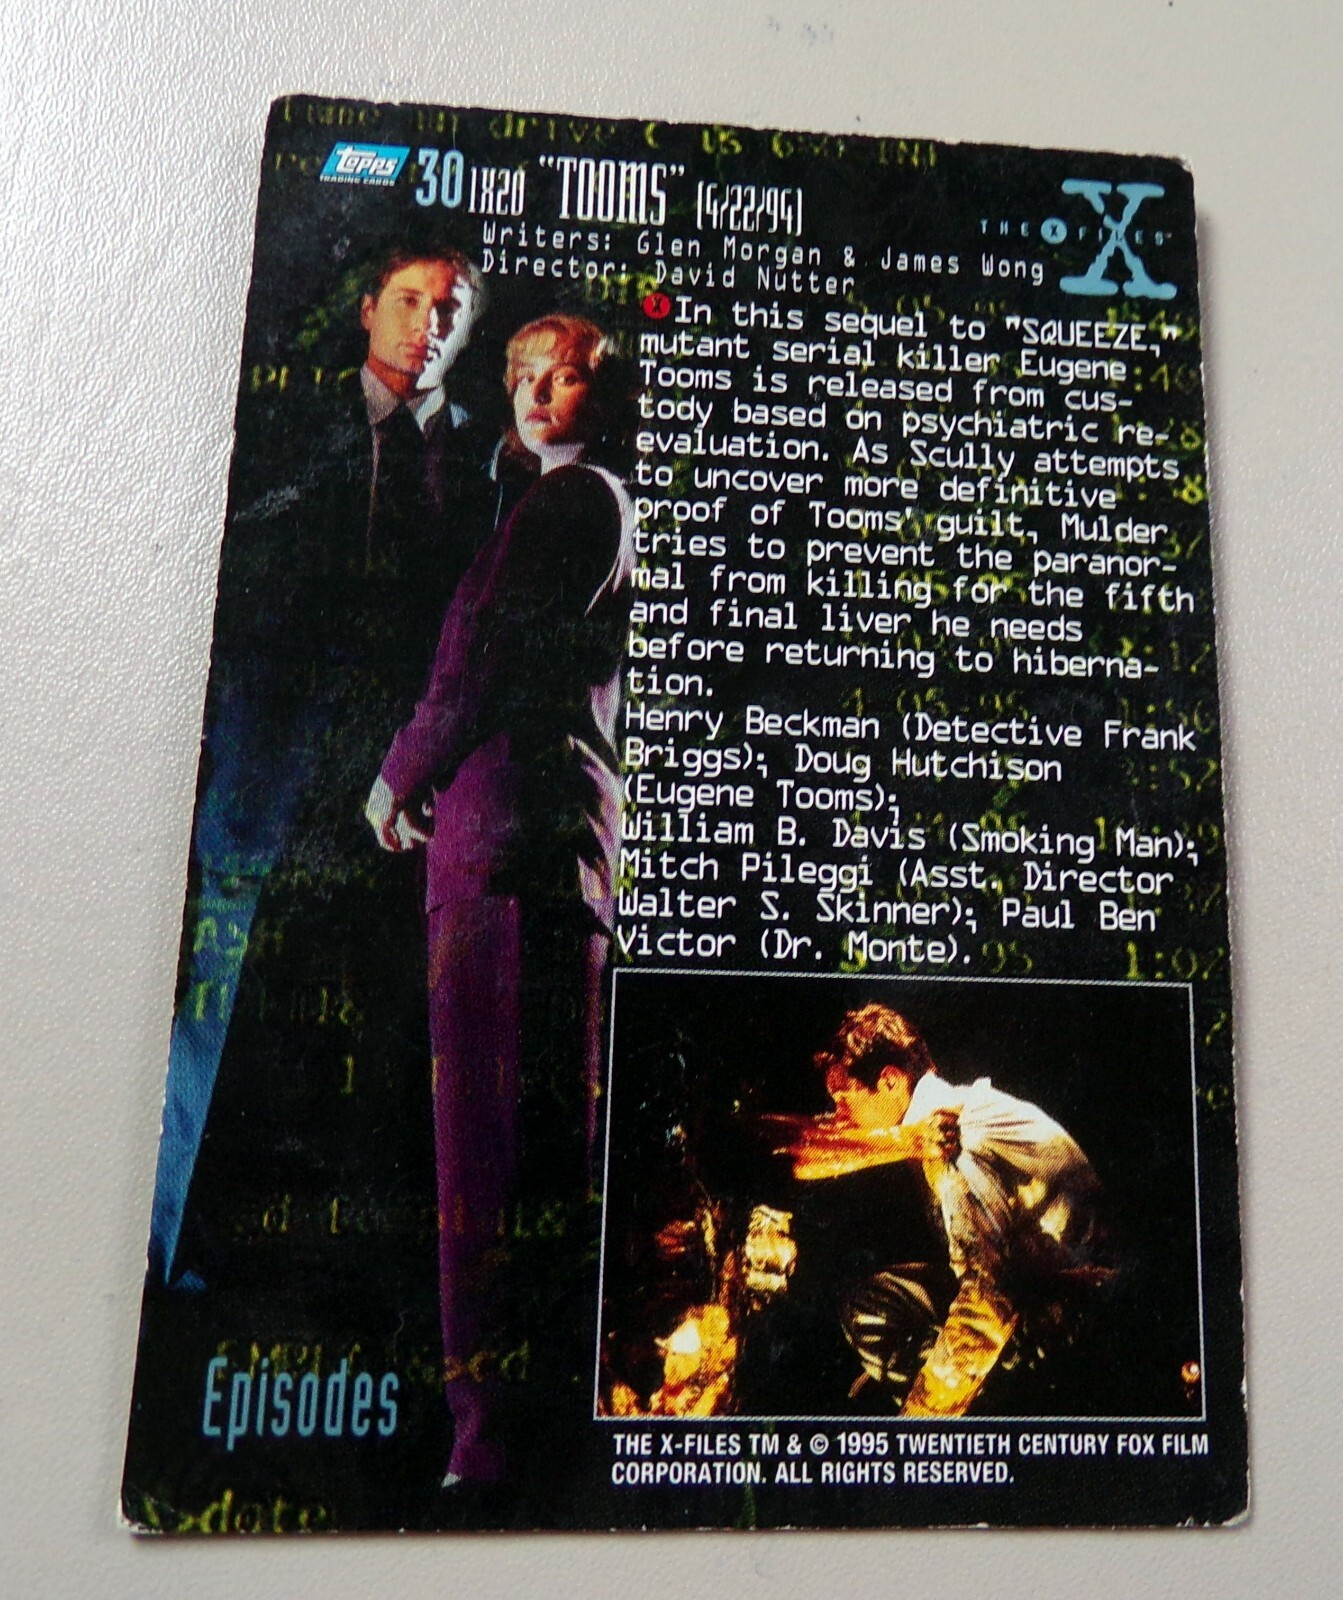 TOPPS
TRADING CARDS
30 1X20 "TOOMS" (4/22/94)
THE X FILES
Writers: Glen Morgan & James Wong
Director: David Nutter
X In this sequel to "SQUEEZE,"
mutant serial killer Eugene
Tooms is released from cus-
tody based on psychiatric re-
evaluation. As Scully attempts
to uncover more definitive
proof of Tooms' guilt, Mulder
tries to prevent the paranor-
mal from killing for the fifth
and final liver he needs
before returning to hiberna-
tion.
Henry Beckman (Detective Frank
Briggs); Doug Hutchison
(Eugene Tooms);
William B. Davis (Smoking Man);
Mitch Pileggi (Asst. Director
Walter S. Skinner); Paul Ben
Victor (Dr. Monte).
Episodes
THE X-FILES TM & © 1995 TWENTIETH CENTURY FOX FILM
CORPORATION. ALL RIGHTS RESERVED.